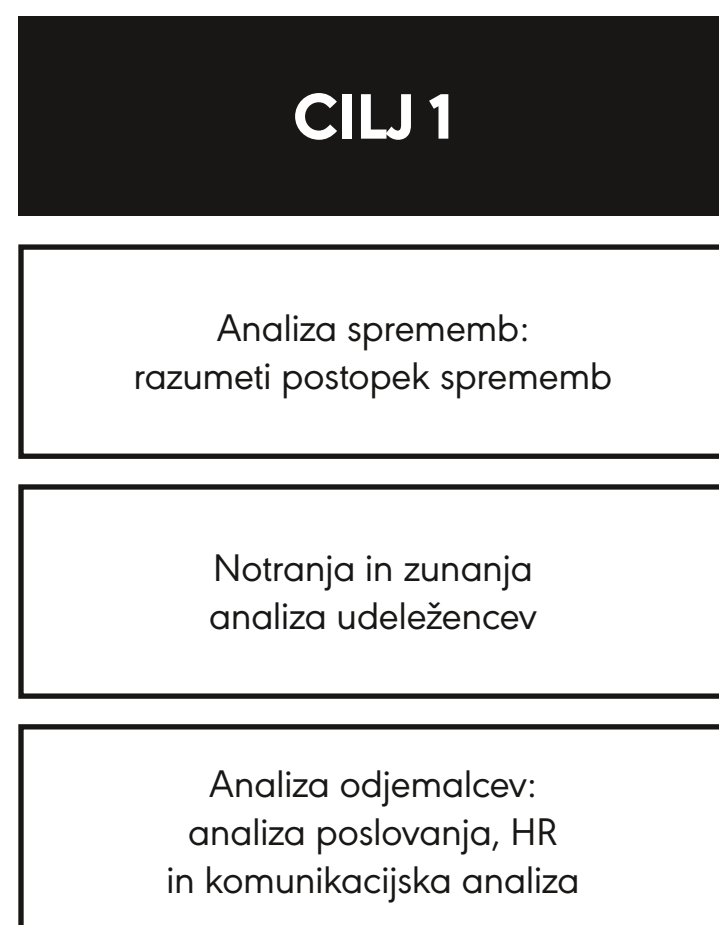 CILJ 1
Analiza sprememb:
razumeti postopek sprememb
Notranja in zunanja
analiza udeležencev
Analiza odjemalcev:
analiza poslovanja, HR
in komunikacijska analiza